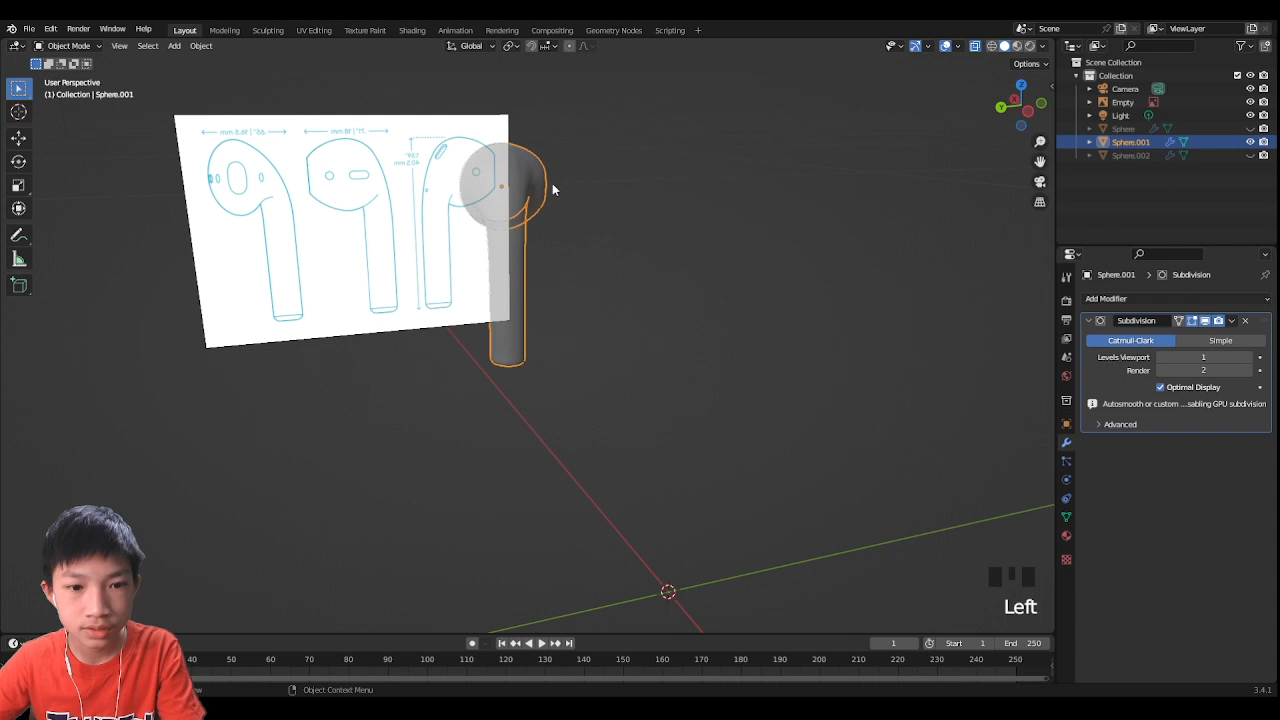 File Edit Render Window Help Layout Modeling Sculpting UV Editing Texture Paint Shading Animation Rendering Compositing Geometry Nodes Scripting + Scene ViewLayer
Object Mode View Select Add Object Global
Options
User Perspective
(1) Collection | Sphere.001
Scene Collection
Collection
Camera
Empty
Light
Sphere
Sphere.001
Sphere.002
X
Y
Z
Sphere.001 > Subdivision
Add Modifier
Subdivision
Catmull-Clark Simple
Levels Viewport 1
Render 2
Optimal Display
Autosmooth or custom ...sabling GPU subdivision
Advanced
Left
1 Start 1 End 250
40 50 60 70 80 90 100 110 120 130 140 150 160 170 180 190 200 210 220 230 240 250
Object Context Menu
3.4.1